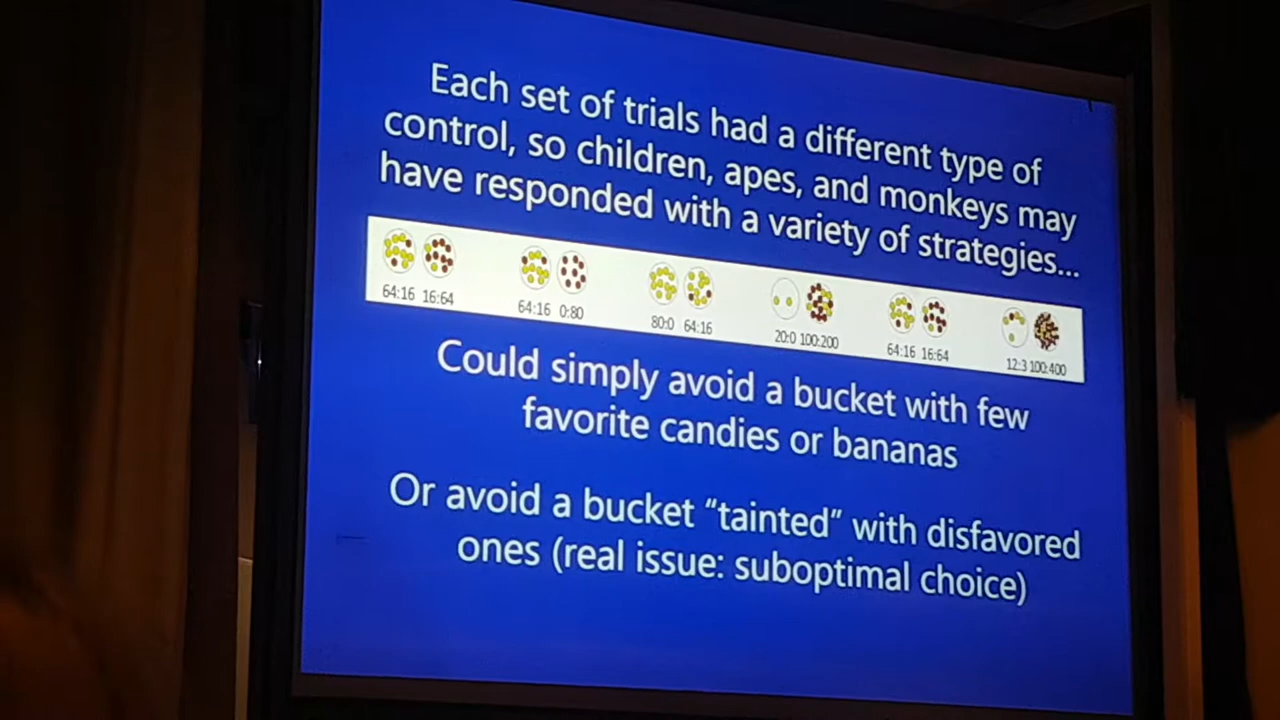 Each set of trials had a different type of
control, so children, apes, and monkeys may
have responded with a variety of strategies...
64:16 16:64 64:16 0:80 80:0 64:16 20:0 100:200 64:16 16:64 12:3 100:400
Could simply avoid a bucket with few
favorite candies or bananas
Or avoid a bucket “tainted” with disfavored
ones (real issue: suboptimal choice)